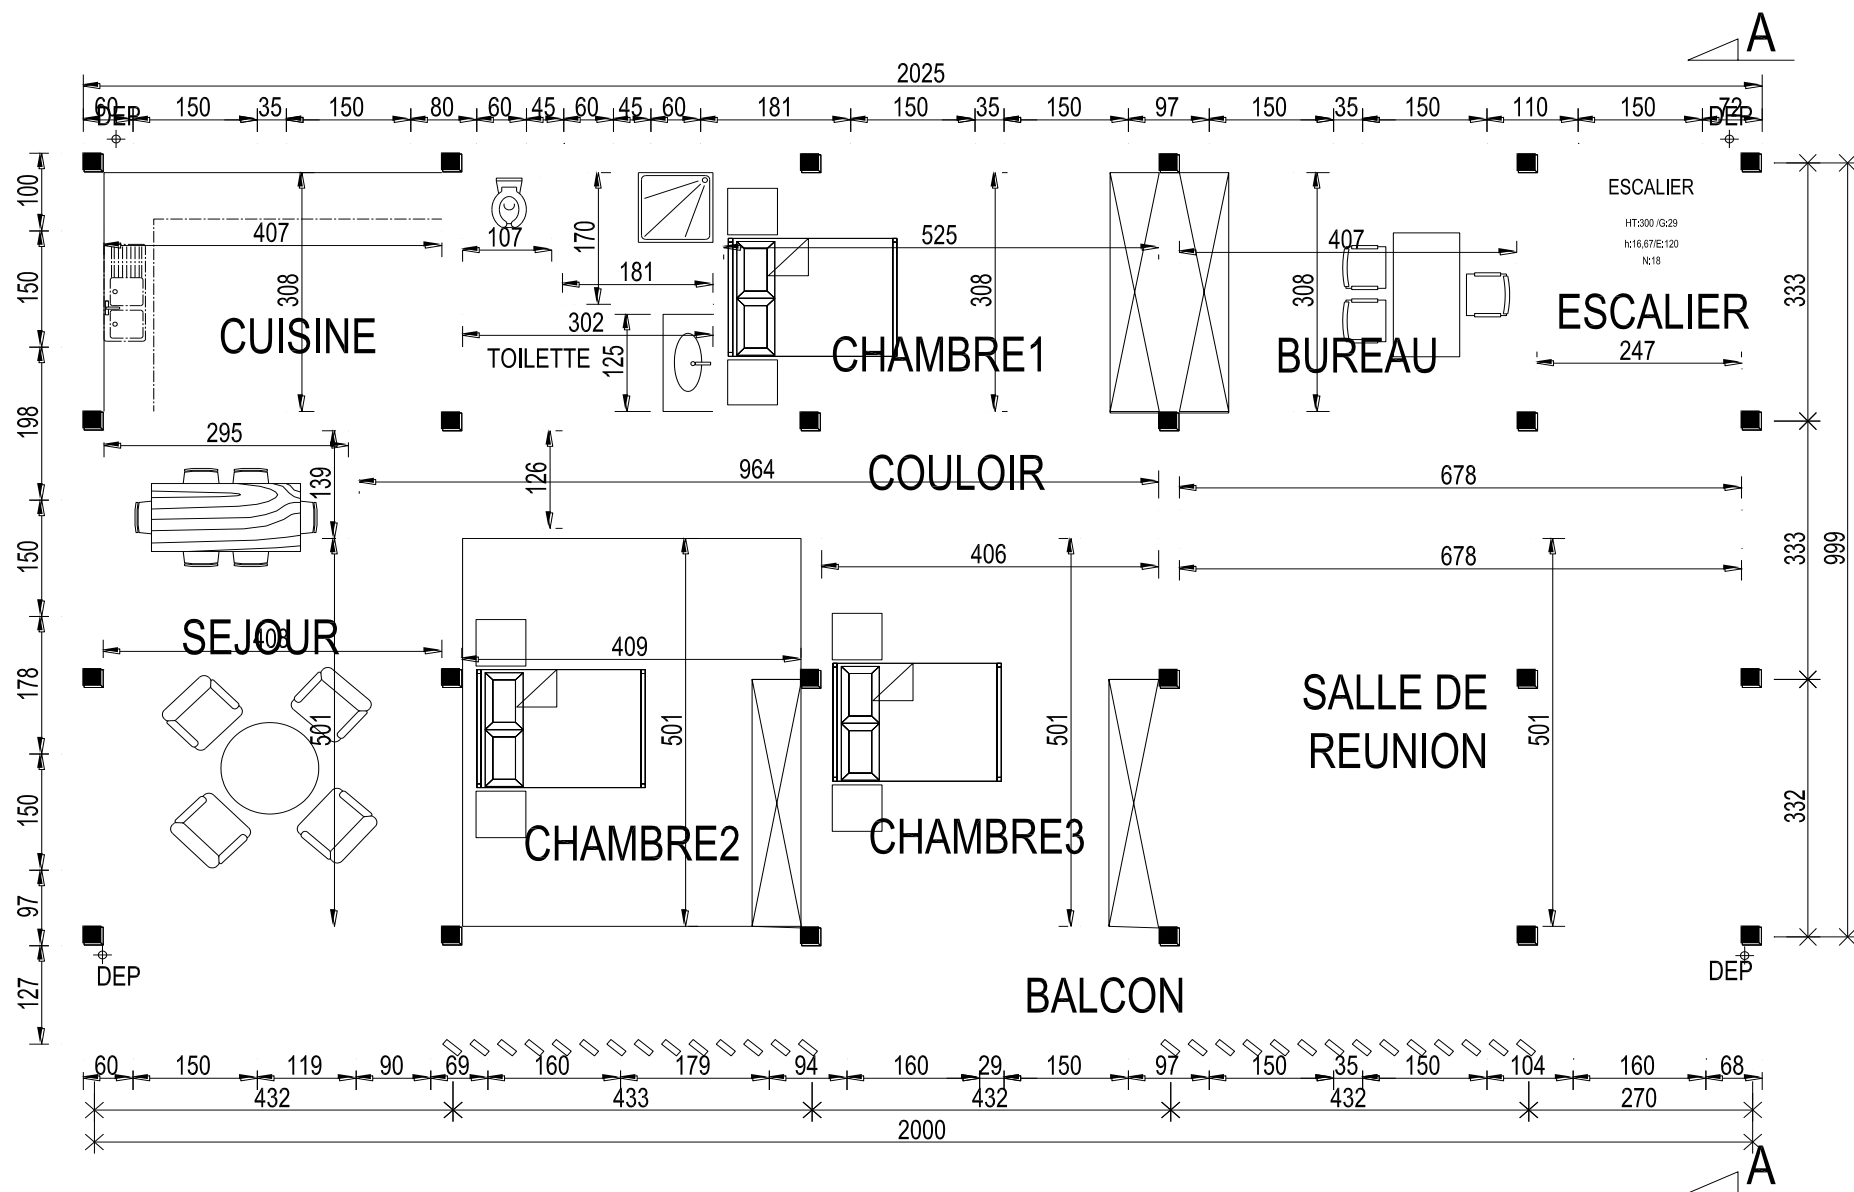 A
2025
60 150 35 150 80 60 45 60 45 60 181 150 35 150 97 150 35 150 110 150 72
DEP
DEP
100
150
198
150
178
150
97
127
ESCALIER
HT:300 /G:29
h:16,67/E:120
N:18
407
308
CUISINE
107
170
181
302
TOILETTE
125
525
308
CHAMBRE1
308
407
BUREAU
ESCALIER
247
333
333
332
999
295
139
126
964
COULOIR
678
406
678
SEJOUR
408
501
409
501
CHAMBRE2
501
CHAMBRE3
501
SALLE DE
REUNION
DEP
DEP
BALCON
60 150 119 90 69 160 179 94 160 29 150 97 150 35 150 104 160 68
432 433 432 432 270
2000
A